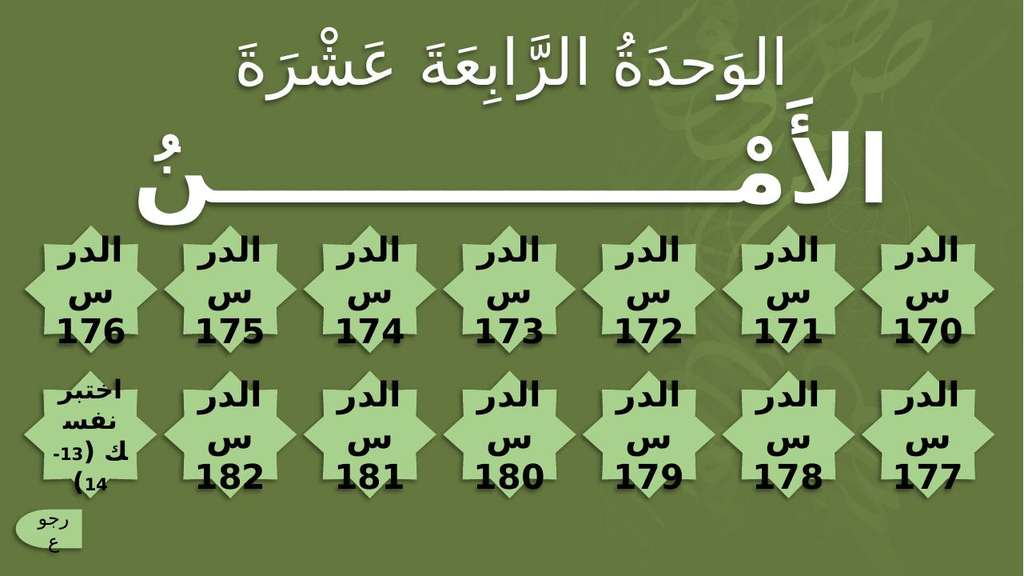 الوَحدَةُ الرَّابِعَةَ عَشْرَةَ
الأَمْـــــــــــــــنُ
الدر
س
170
الدر
س
171
الدر
س
172
الدر
س
173
الدر
س
174
الدر
س
175
الدر
س
176
الدر
س
177
الدر
س
178
الدر
س
179
الدر
س
180
الدر
س
181
الدر
س
182
اختبر
نفس
ك (13-
14)
رجو
ع